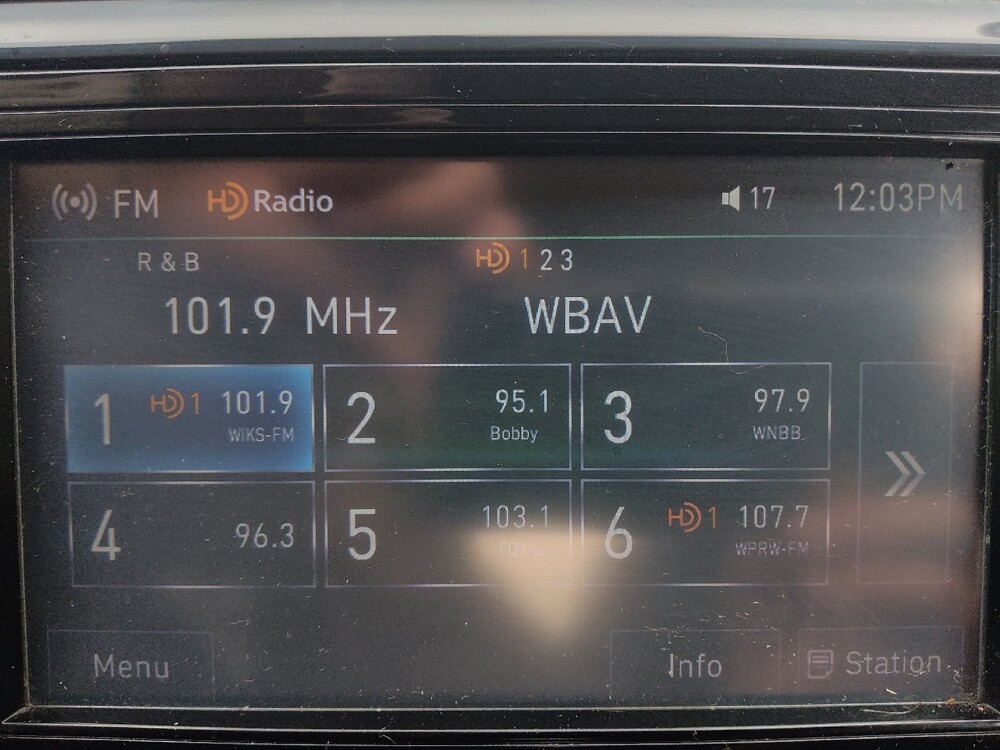 FM HD Radio 17 12:03PM
R & B HD 1 2 3
101.9 MHz WBAV
1 HD 1 101.9
WIKS-FM
2 95.1
Bobby
3 97.9
WNBB
4 96.3
5 103.1
FOXIE
6 HD 1 107.7
WPRW-FM
Menu Info Station